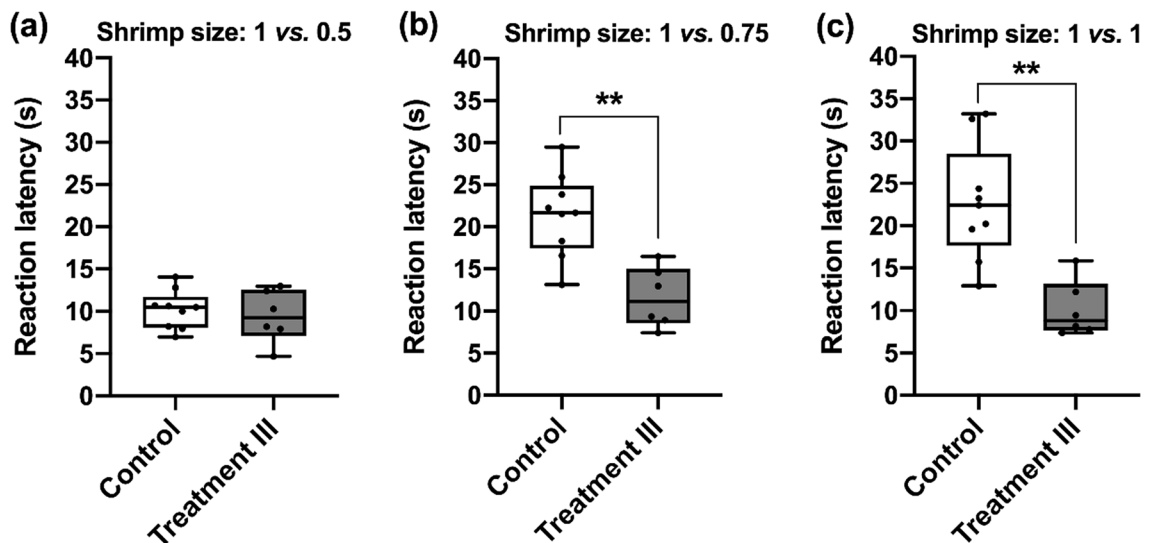 (a)
Shrimp size: 1 vs. 0.5
Reaction latency (s)
40
35
30
25
20
15
10
5
0
Control
Treatment III
(b)
Shrimp size: 1 vs. 0.75
Reaction latency (s)
40
35
30
25
20
15
10
5
0
**
Control
Treatment III
(c)
Shrimp size: 1 vs. 1
Reaction latency (s)
40
35
30
25
20
15
10
5
0
**
Control
Treatment III